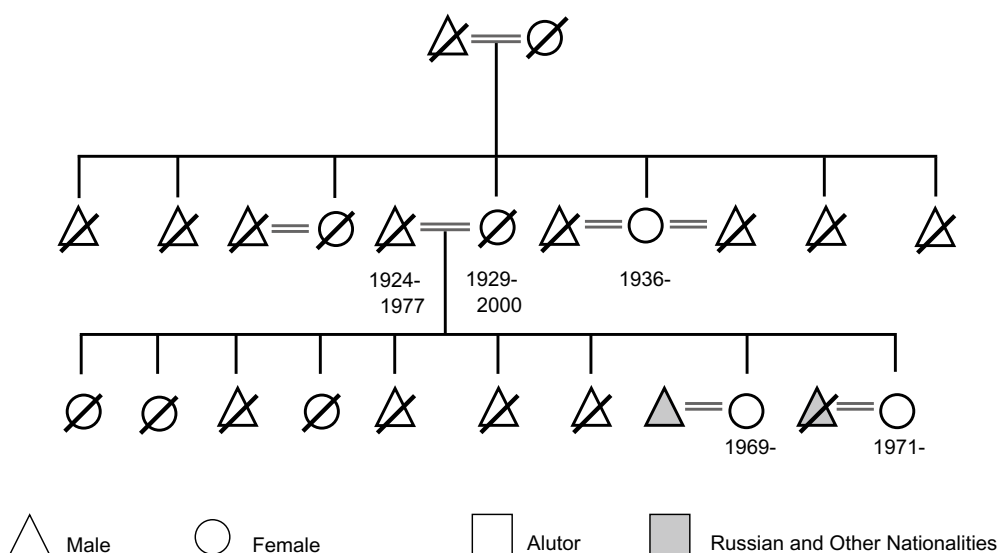 1924-
1977
1929-
2000
1936-
1969-
1971-
Male
Female
Alutor
Russian and Other Nationalities